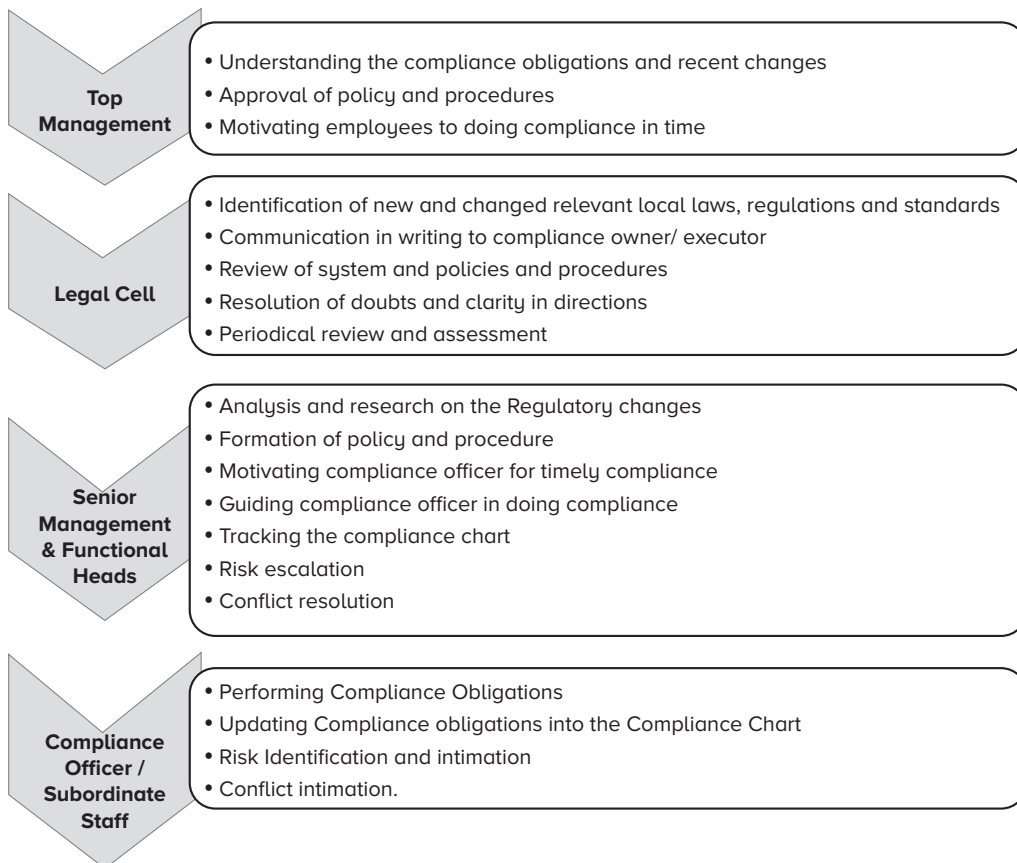 Top
Management
• Understanding the compliance obligations and recent changes
• Approval of policy and procedures
• Motivating employees to doing compliance in time
Legal Cell
• Identification of new and changed relevant local laws, regulations and standards
• Communication in writing to compliance owner/ executor
• Review of system and policies and procedures
• Resolution of doubts and clarity in directions
• Periodical review and assessment
Senior
Management
& Functional
Heads
• Analysis and research on the Regulatory changes
• Formation of policy and procedure
• Motivating compliance officer for timely compliance
• Guiding compliance officer in doing compliance
• Tracking the compliance chart
• Risk escalation
• Conflict resolution
Compliance
Officer /
Subordinate
Staff
• Performing Compliance Obligations
• Updating Compliance obligations into the Compliance Chart
• Risk Identification and intimation
• Conflict intimation.